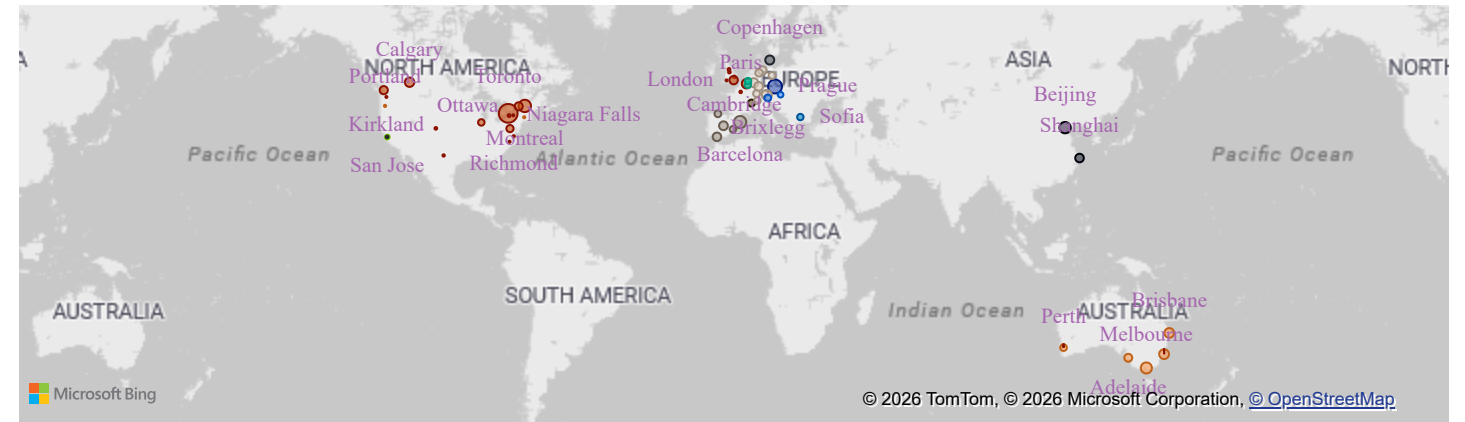 Copenhagen
Calgary
ASIA
NORTH AMERICA
Paris
NORTH
Portland
Toronto
London
EUROPE
Prague
Beijing
Ottawa
Cambridge
Niagara Falls
Sofia
Kirkland
Brixlegg
Shanghai
Montreal
Pacific Ocean
Atlantic Ocean
Barcelona
Pacific Ocean
San Jose
Richmond
AFRICA
SOUTH AMERICA
Brisbane
AUSTRALIA
Indian Ocean
Perth
AUSTRALIA
Melbourne
Adelaide
Microsoft Bing
© 2026 TomTom, © 2026 Microsoft Corporation, © OpenStreetMap